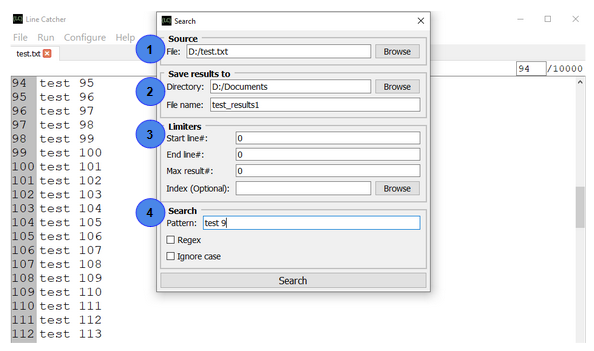 Line Catcher
File Run Configure Help
test.txt
94 /10000
94 test 95
95 test 96
96 test 97
97 test 98
98 test 99
99 test 100
100 test 101
101 test 102
102 test 103
103 test 104
104 test 105
105 test 106
106 test 107
107 test 108
108 test 109
109 test 110
110 test 111
111 test 112
112 test 113
Search
1
Source
File: D:/test.txt Browse
2
Save results to
Directory: D:/Documents Browse
File name: test_results1
3
Limiters
Start line#: 0
End line#: 0
Max result#: 0
Index (Optional): Browse
4
Search
Pattern: test 9
Regex
Ignore case
Search